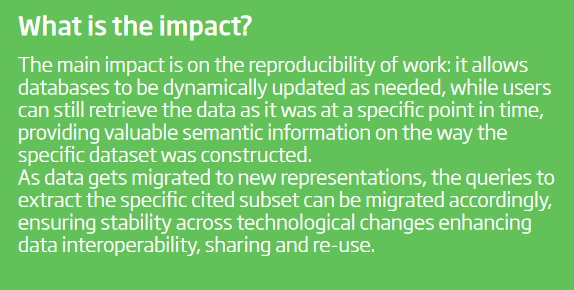 What is the impact?
The main impact is on the reproducibility of work: it allows
databases to be dynamically updated as needed, while users
can still retrieve the data as it was at a specific point in time,
providing valuable semantic information on the way the
specific dataset was constructed.
As data gets migrated to new representations, the queries to
extract the specific cited subset can be migrated accordingly,
ensuring stability across technological changes enhancing
data interoperability, sharing and re-use.